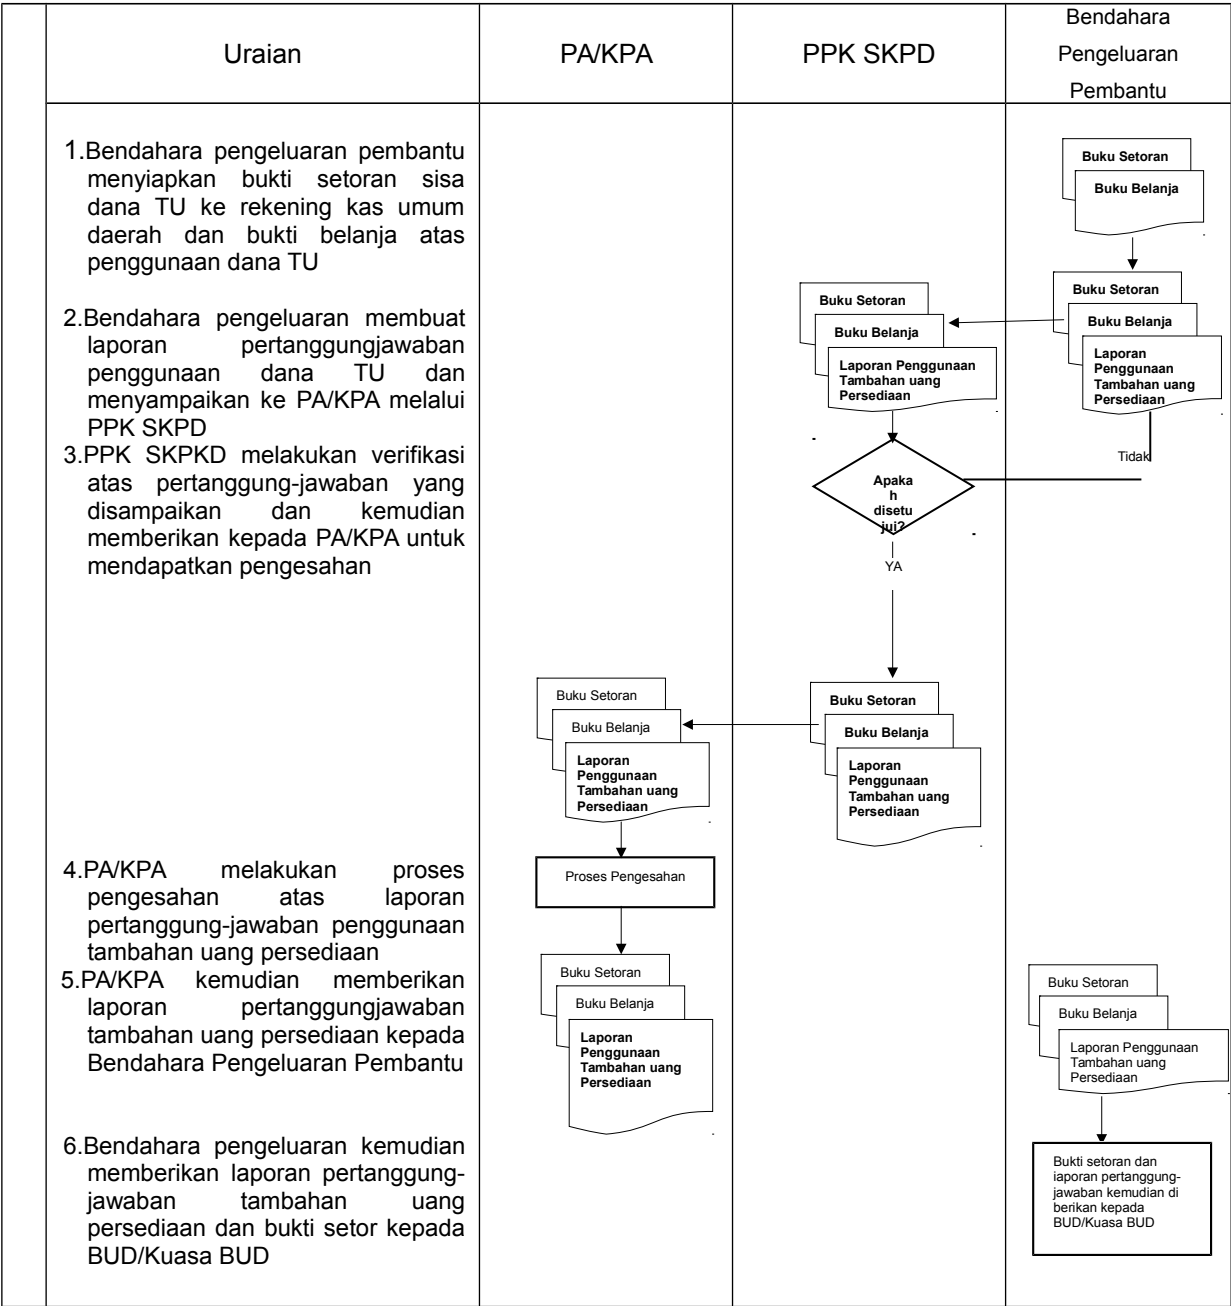 Uraian
PA/KPA
PPK SKPD
Bendahara
Pengeluaran
Pembantu
1.Bendahara pengeluaran pembantu
menyiapkan bukti setoran sisa
dana TU ke rekening kas umum
daerah dan bukti belanja atas
penggunaan dana TU
2.Bendahara pengeluaran membuat
laporan pertanggungjawaban
penggunaan dana TU dan
menyampaikan ke PA/KPA melalui
PPK SKPD
3.PPK SKPKD melakukan verifikasi
atas pertanggung-jawaban yang
disampaikan dan kemudian
memberikan kepada PA/KPA untuk
mendapatkan pengesahan
4.PA/KPA melakukan proses
pengesahan atas laporan
pertanggung-jawaban penggunaan
tambahan uang persediaan
5.PA/KPA kemudian memberikan
laporan pertanggungjawaban
tambahan uang persediaan kepada
Bendahara Pengeluaran Pembantu
6.Bendahara pengeluaran kemudian
memberikan laporan pertanggung-
jawaban tambahan uang
persediaan dan bukti setor kepada
BUD/Kuasa BUD
Buku Setoran
Buku Belanja
Buku Setoran
Buku Belanja
Laporan
Penggunaan
Tambahan uang
Persediaan
Buku Setoran
Buku Belanja
Laporan Penggunaan
Tambahan uang
Persediaan
Apaka
h
disetu
jui?
Tidak
YA
Buku Setoran
Buku Belanja
Laporan
Penggunaan
Tambahan uang
Persediaan
Buku Setoran
Buku Belanja
Laporan
Penggunaan
Tambahan uang
Persediaan
Proses Pengesahan
Buku Setoran
Buku Belanja
Laporan
Penggunaan
Tambahan uang
Persediaan
Buku Setoran
Buku Belanja
Laporan Penggunaan
Tambahan uang
Persediaan
Bukti setoran dan
iaporan pertanggung-
jawaban kemudian di
berikan kepada
BUD/Kuasa BUD